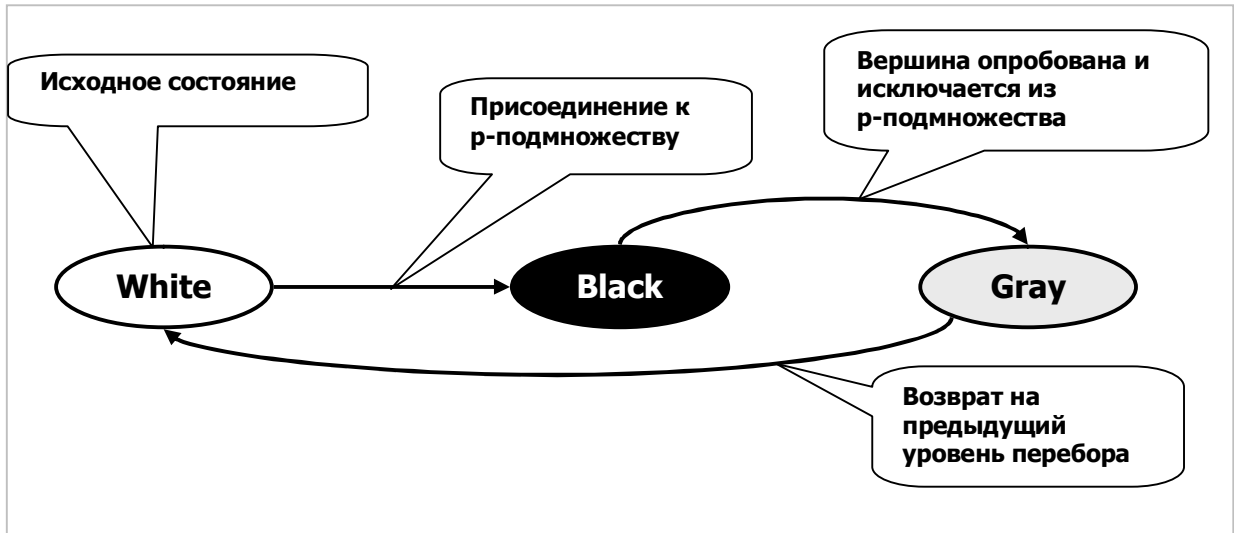 Исходное состояние
Присоединение к
p-подмножеству
Вершина опробована и
исключается из
p-подмножества
White
Black
Gray
Возврат на
предыдущий
уровень перебора